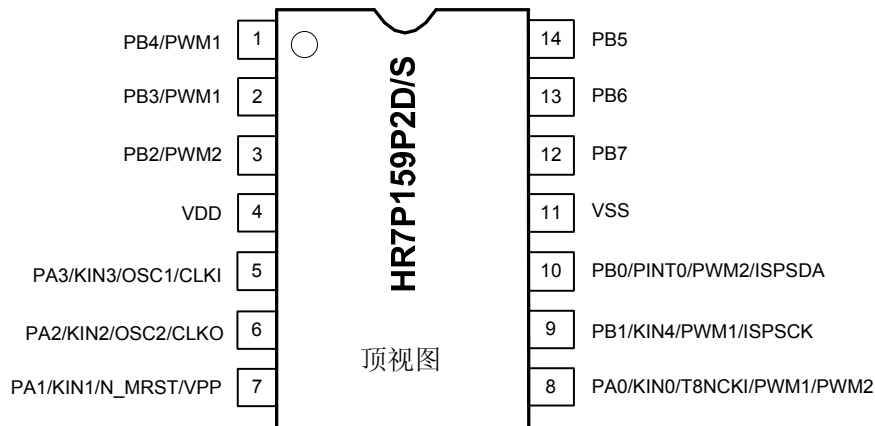 PB4/PWM1 1 14 PB5
PB3/PWM1 2 13 PB6
PB2/PWM2 3 12 PB7
VDD 4 11 VSS
PA3/KIN3/OSC1/CLKI 5 10 PB0/PINT0/PWM2/ISPSDA
PA2/KIN2/OSC2/CLKO 6 9 PB1/KIN4/PWM1/ISPSCK
PA1/KIN1/N_MRST/VPP 7 8 PA0/KIN0/T8NCKI/PWM1/PWM2
HR7P159P2D/S
顶视图